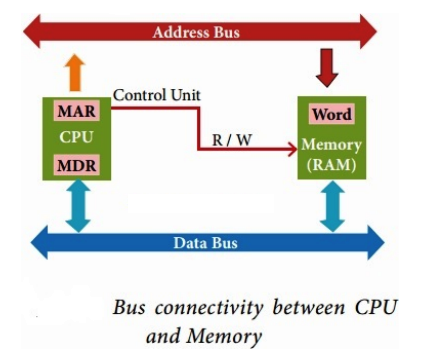 Address Bus
Control Unit
MAR
CPU
MDR
R / W
Word
Memory
(RAM)
Data Bus
Bus connectivity between CPU
and Memory